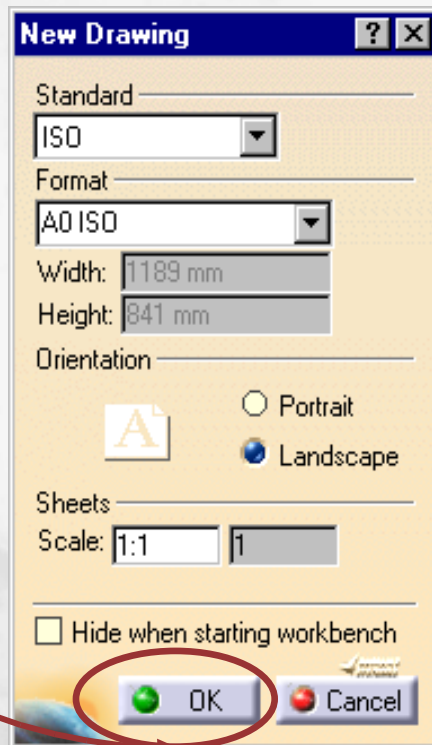 New Drawing ? X
Standard
ISO
Format
A0 ISO
Width: 1189 mm
Height: 841 mm
Orientation
A Portrait
Landscape
Sheets
Scale: 1:1 1
Hide when starting workbench
OK Cancel